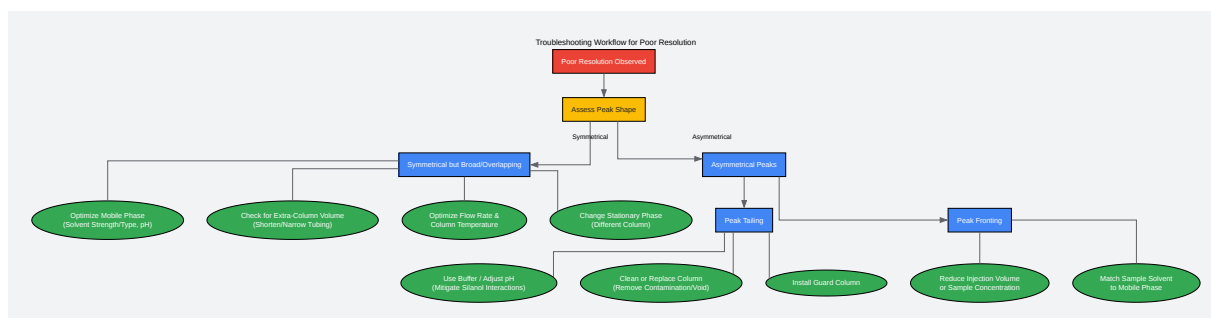 Troubleshooting Workflow for Poor Resolution
Poor Resolution Observed
Assess Peak Shape
Symmetrical
Asymmetrical
Symmetrical but Broad/Overlapping
Asymmetrical Peaks
Optimize Mobile Phase
(Solvent Strength/Type, pH)
Check for Extra-Column Volume
(Shorten/Narrow Tubing)
Optimize Flow Rate &
Column Temperature
Change Stationary Phase
(Different Column)
Peak Tailing
Peak Fronting
Use Buffer / Adjust pH
(Mitigate Silanol Interactions)
Clean or Replace Column
(Remove Contamination/Void)
Install Guard Column
Reduce Injection Volume
or Sample Concentration
Match Sample Solvent
to Mobile Phase